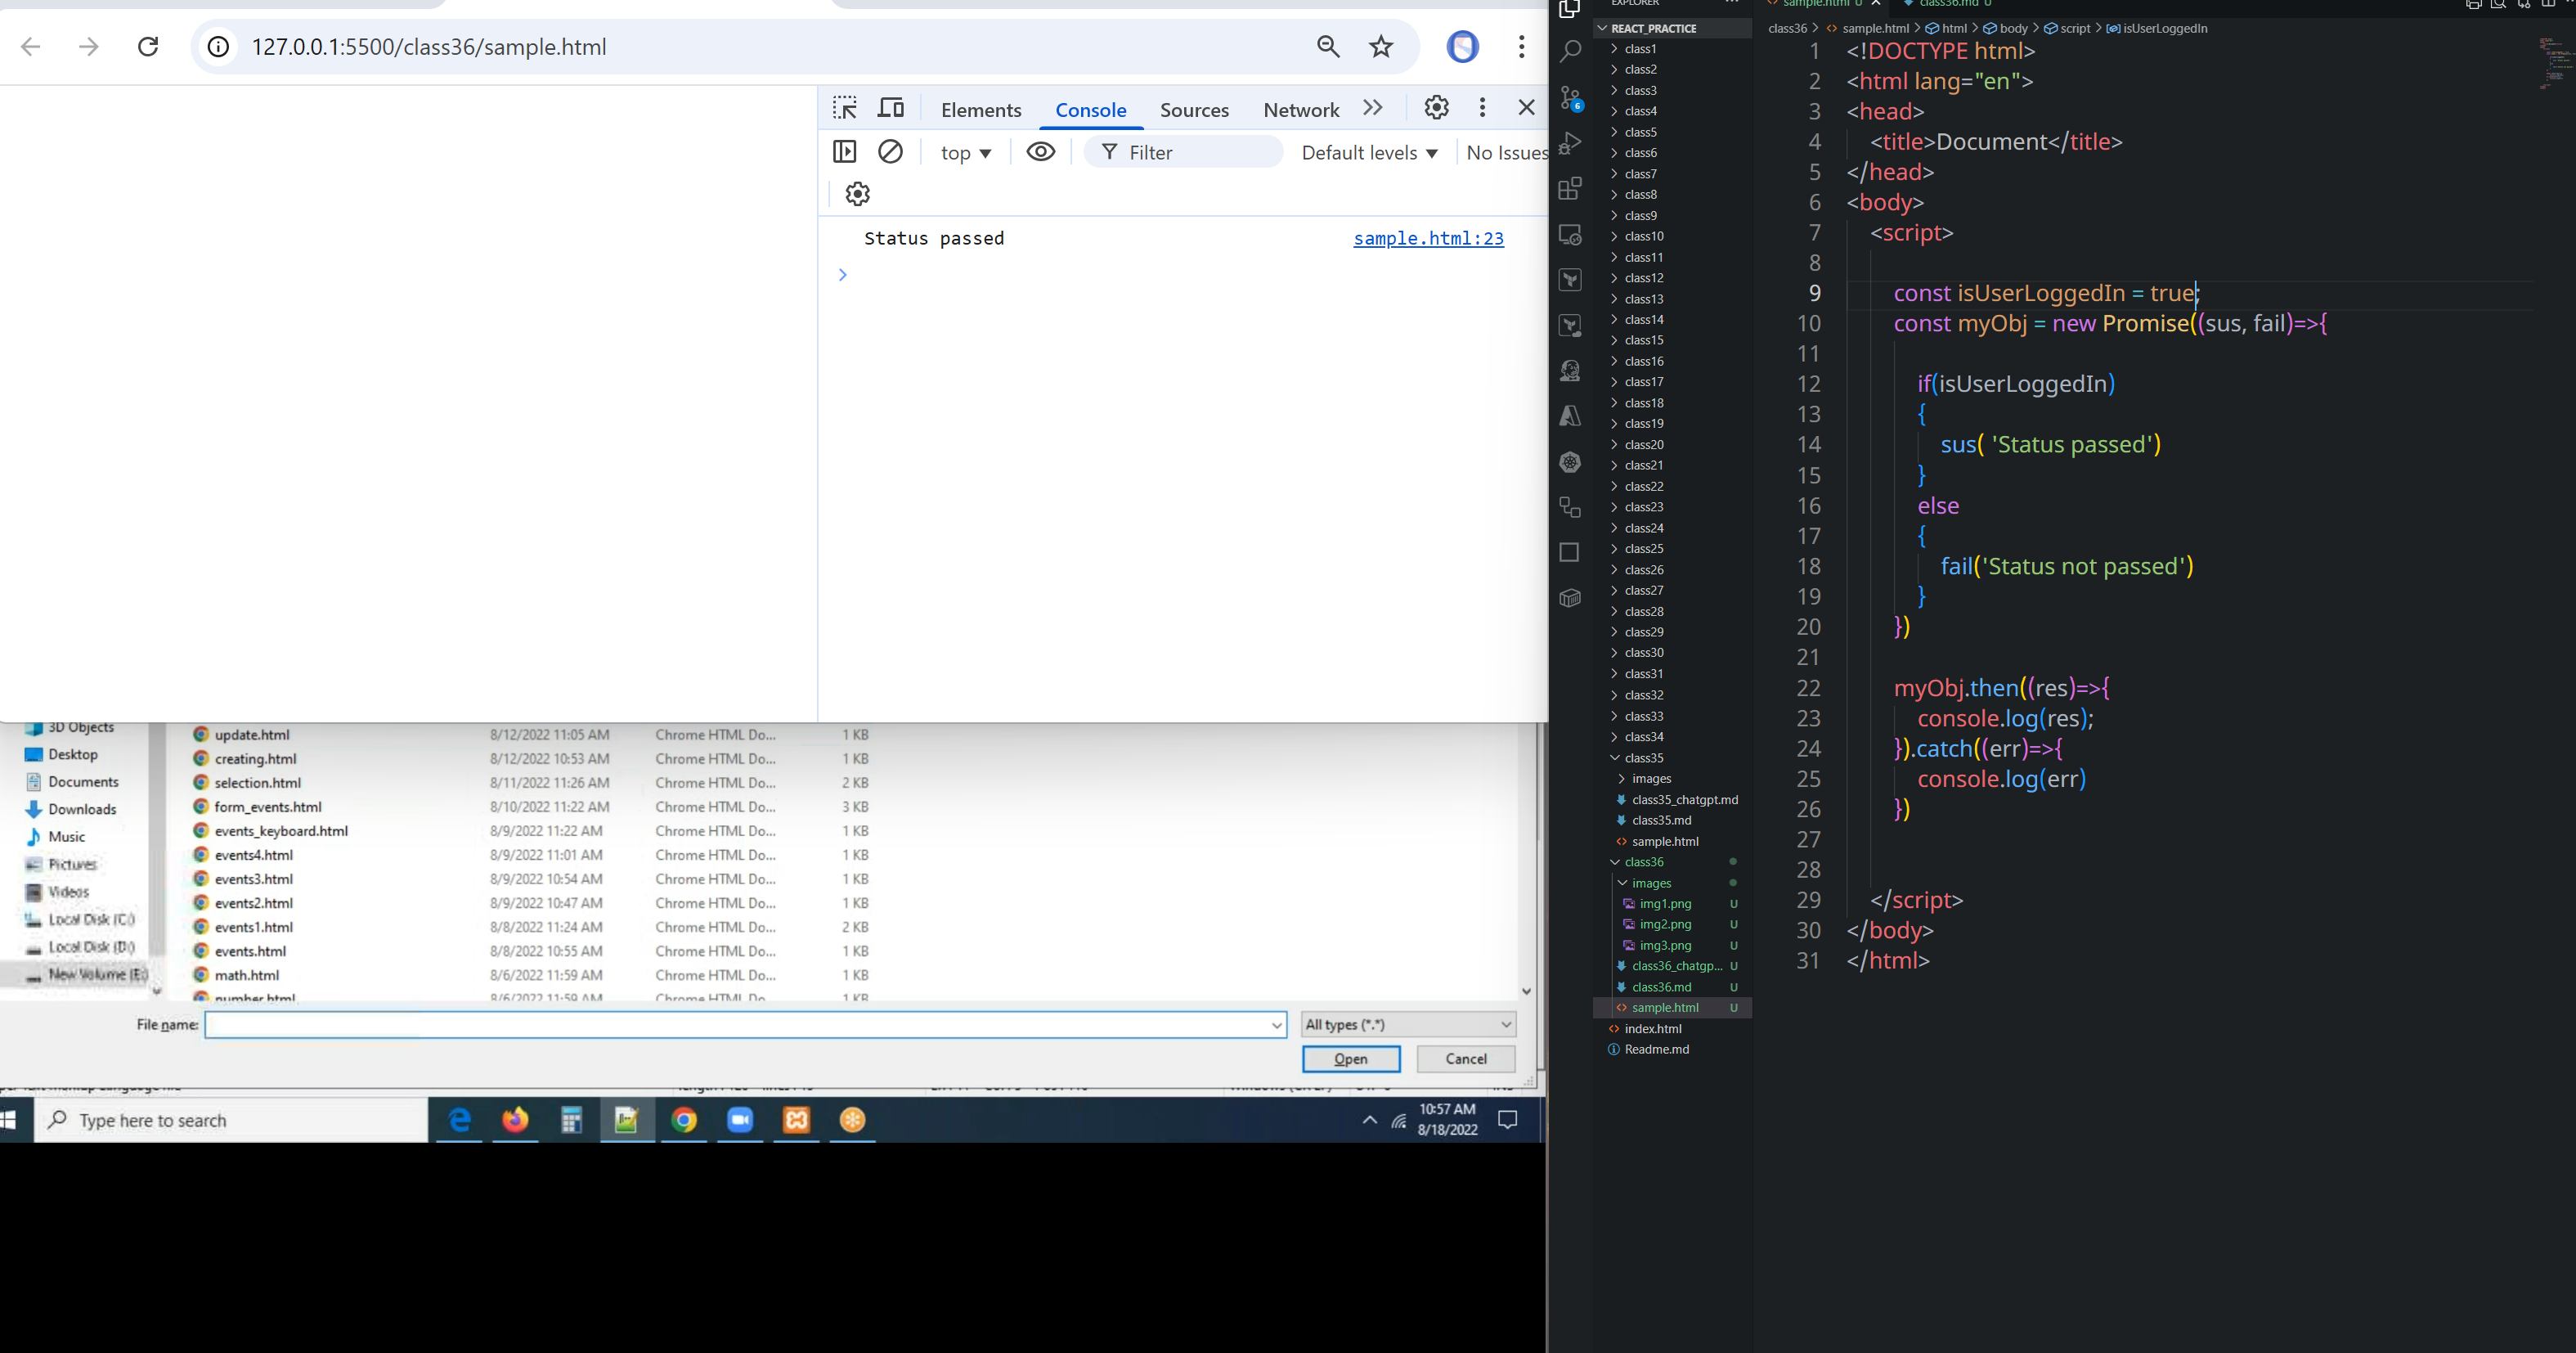 127.0.0.1:5500/class36/sample.html
Elements Console Sources Network
top Filter Default levels No Issues
Status passed sample.html:23
3D Objects
Desktop
Documents
Downloads
Music
Pictures
Videos
Local Disk (C:)
Local Disk (D:)
New Volume (E:)
update.html 8/12/2022 11:05 AM Chrome HTML Do... 1 KB
creating.html 8/12/2022 10:53 AM Chrome HTML Do... 1 KB
selection.html 8/11/2022 11:26 AM Chrome HTML Do... 2 KB
form_events.html 8/10/2022 11:22 AM Chrome HTML Do... 3 KB
events_keyboard.html 8/9/2022 11:22 AM Chrome HTML Do... 1 KB
events4.html 8/9/2022 11:01 AM Chrome HTML Do... 1 KB
events3.html 8/9/2022 10:54 AM Chrome HTML Do... 1 KB
events2.html 8/9/2022 10:47 AM Chrome HTML Do... 1 KB
events1.html 8/8/2022 11:24 AM Chrome HTML Do... 2 KB
events.html 8/8/2022 10:55 AM Chrome HTML Do... 1 KB
math.html 8/6/2022 11:59 AM Chrome HTML Do... 1 KB
number.html 8/6/2022 11:59 AM Chrome HTML Do 1 KB
File name: All types (*.*)
Open Cancel
Type here to search
10:57 AM
8/18/2022
EXPLORER
REACT_PRACTICE
class1
class2
class3
class4
class5
class6
class7
class8
class9
class10
class11
class12
class13
class14
class15
class16
class17
class18
class19
class20
class21
class22
class23
class24
class25
class26
class27
class28
class29
class30
class31
class32
class33
class34
class35
images
class35_chatgpt.md
class35.md
sample.html
class36
images
img1.png U
img2.png U
img3.png U
class36_chatgp... U
class36.md U
sample.html U
index.html
Readme.md
6
sample.html U class36.md U
class36 > sample.html > html > body > script > isUserLoggedIn
1 <!DOCTYPE html>
2 <html lang="en">
3 <head>
4 <title>Document</title>
5 </head>
6 <body>
7 <script>
8
9 const isUserLoggedIn = true;
10 const myObj = new Promise((sus, fail)=>{
11
12 if(isUserLoggedIn)
13 {
14 sus( 'Status passed')
15 }
16 else
17 {
18 fail('Status not passed')
19 }
20 })
21
22 myObj.then((res)=>{
23 console.log(res);
24 }).catch((err)=>{
25 console.log(err)
26 })
27
28
29 </script>
30 </body>
31 </html>